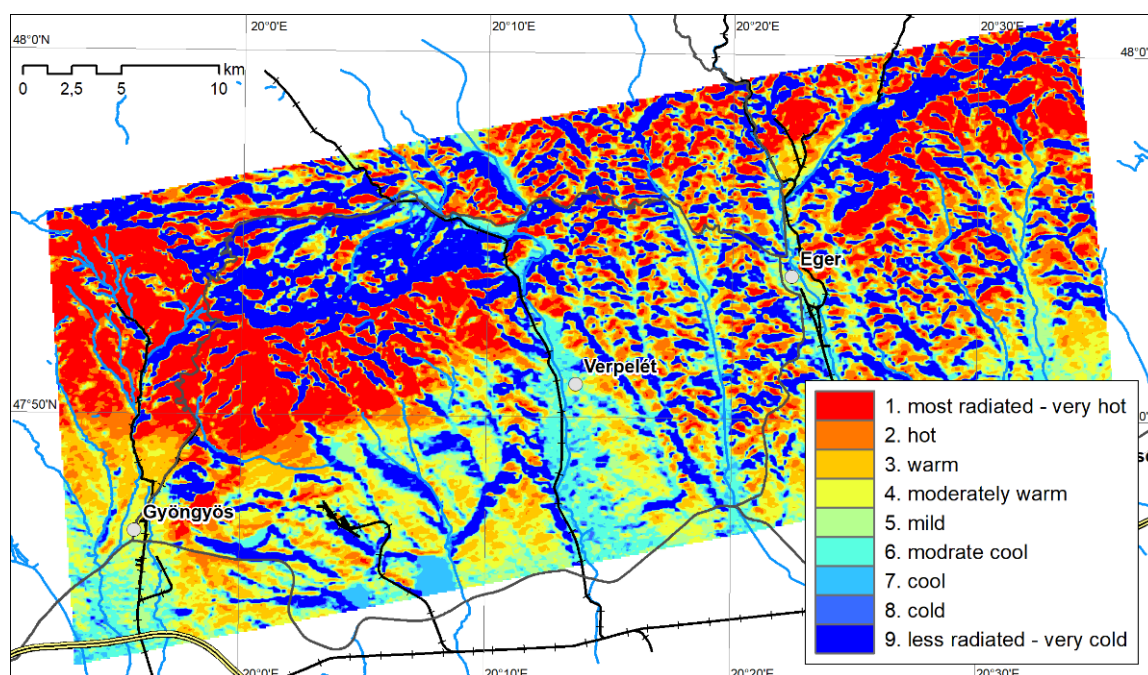 20°0'E
20°10'E
20°20'E
20°30'E
48°0'N
48°0'N
km
0 2,5 5 10
Eger
Verpelét
47°50'N
Gyöngyös
1. most radiated - very hot
2. hot
3. warm
4. moderately warm
5. mild
6. modrate cool
7. cool
8. cold
9. less radiated - very cold
20°0'E
20°10'E
20°20'E
20°30'E